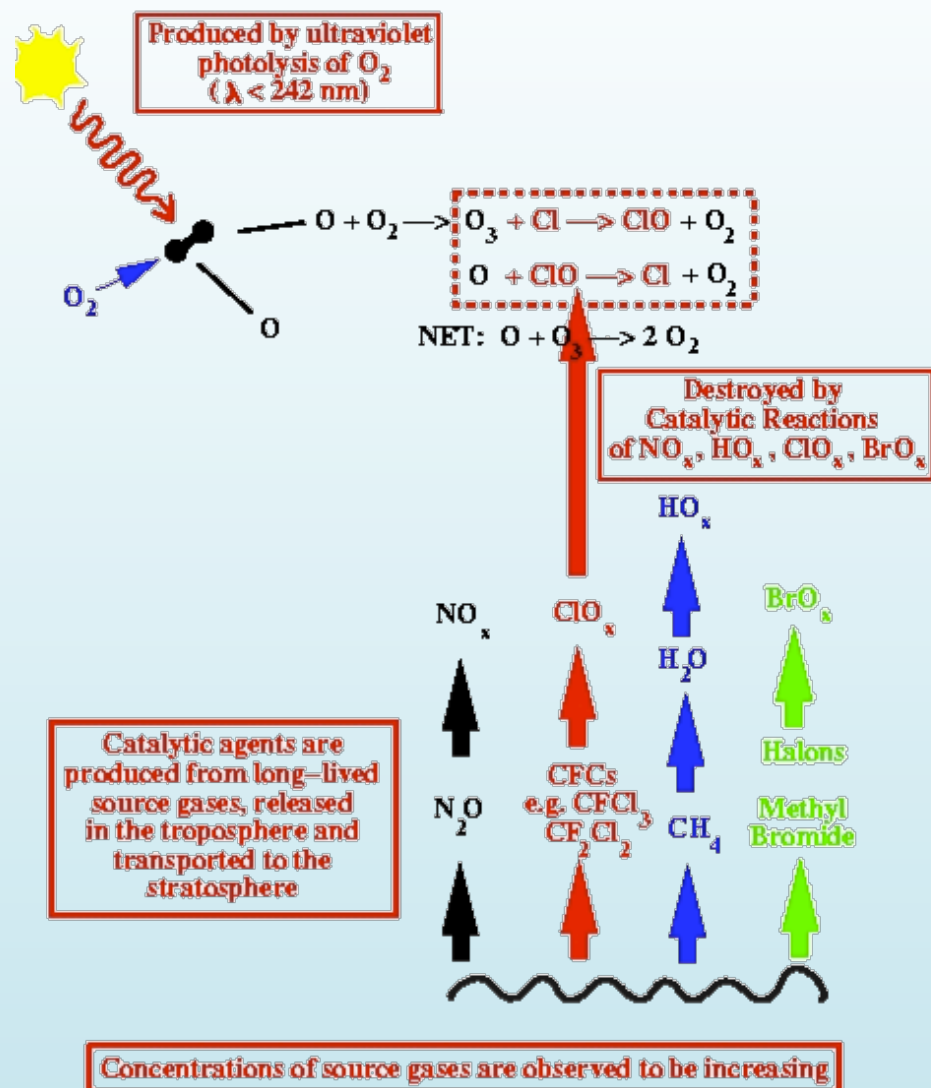 Produced by ultraviolet
photolysis of O₂
( λ < 242 nm)
O + O₂ —> O₃ + Cl —> ClO + O₂
O + ClO —> Cl + O₂
O₂
O
NET: O + O₃ —> 2 O₂
Destroyed by
Catalytic Reactions
of NOₓ, HOₓ , ClOₓ , BrOₓ
HOₓ
NOₓ
ClOₓ
BrOₓ
H₂O
Catalytic agents are
produced from long–lived
source gases, released
in the troposphere and
transported to the
stratosphere
N₂O
CFCs
e.g. CFCl₃
CF₂Cl₂
CH₄
Halons
Methyl
Bromide
Concentrations of source gases are observed to be increasing